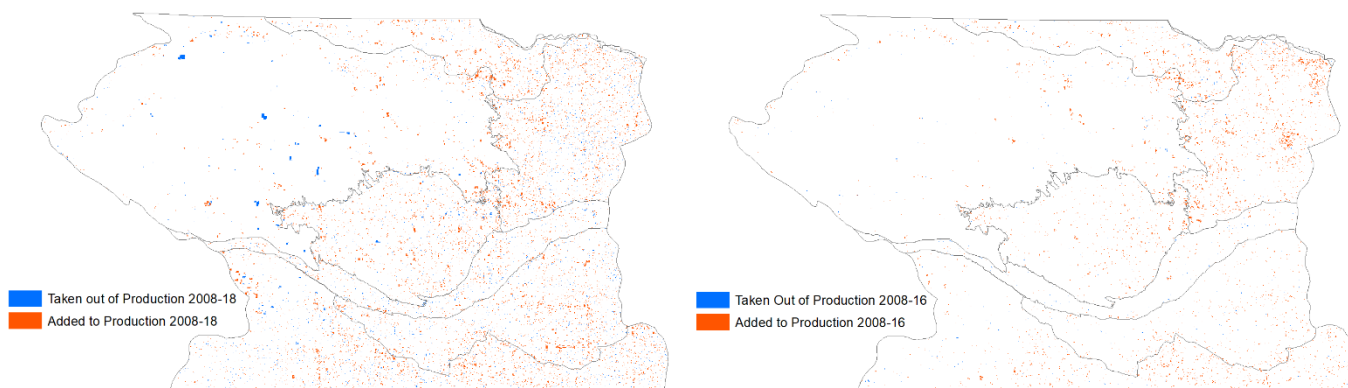 Taken out of Production 2008-18
Added to Production 2008-18
Taken Out of Production 2008-16
Added to Production 2008-16